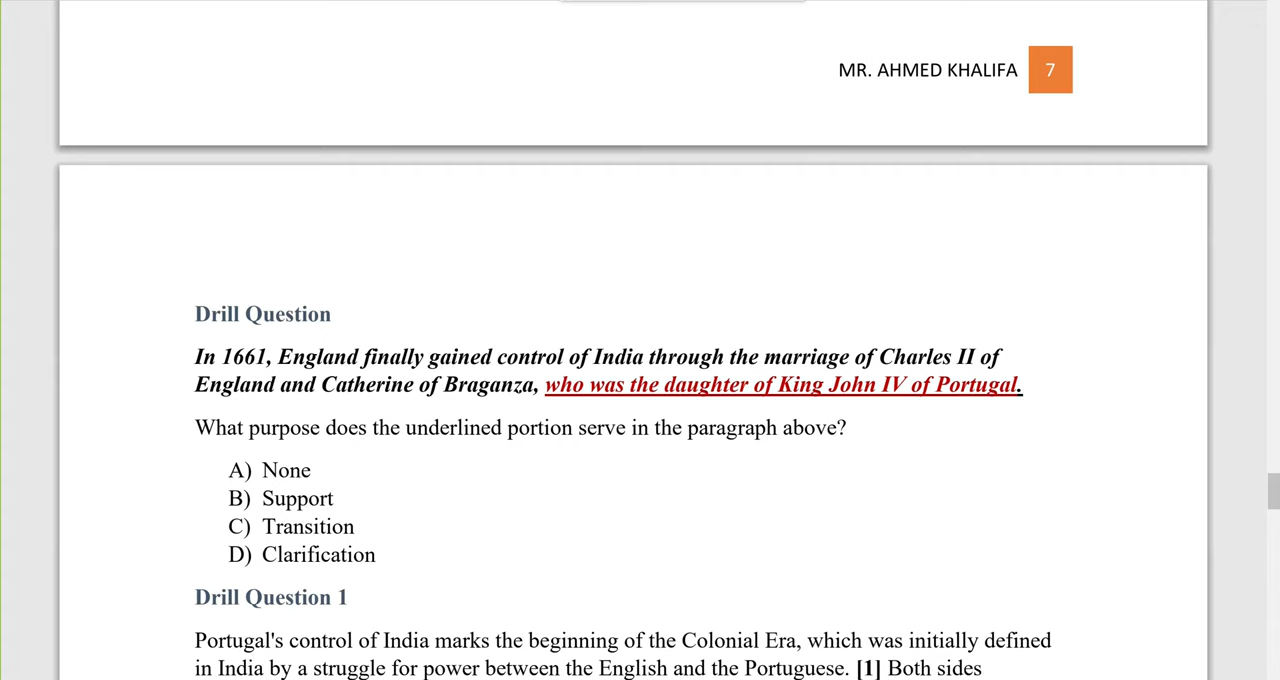 MR. AHMED KHALIFA 7
Drill Question
In 1661, England finally gained control of India through the marriage of Charles II of
England and Catherine of Braganza, who was the daughter of King John IV of Portugal.
What purpose does the underlined portion serve in the paragraph above?
A) None
B) Support
C) Transition
D) Clarification
Drill Question 1
Portugal's control of India marks the beginning of the Colonial Era, which was initially defined
in India by a struggle for power between the English and the Portuguese. [1] Both sides